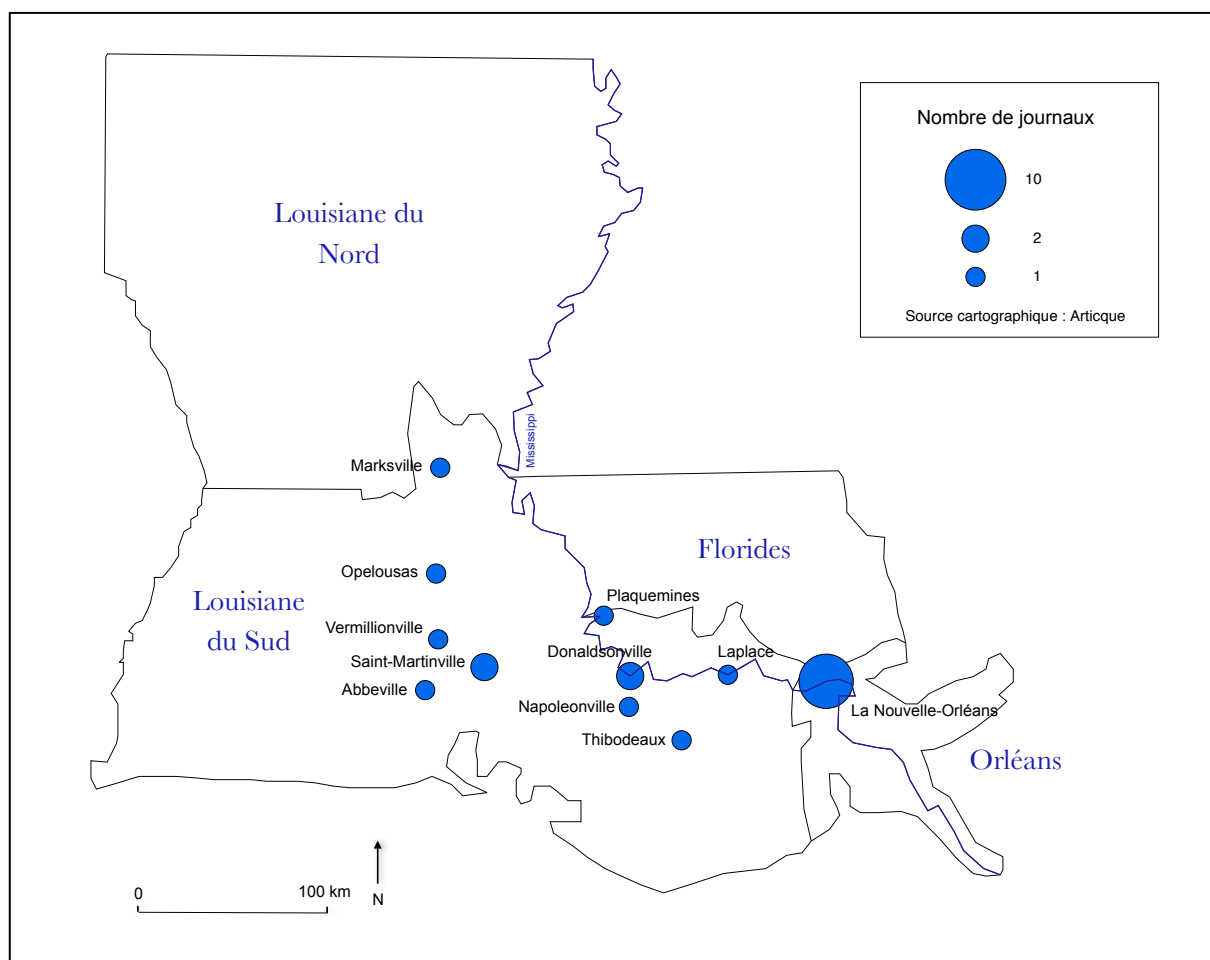 Nombre de journaux
10
2
1
Source cartographique : Articque
Louisiane du
Nord
Mississippi
Marksville
Florides
Opelousas
Louisiane
du Sud
Plaquemines
Vermillionville
Saint-Martinville
Donaldsonville
Laplace
Abbeville
Napoleonville
La Nouvelle-Orléans
Thibodeaux
Orléans
0
100 km
N